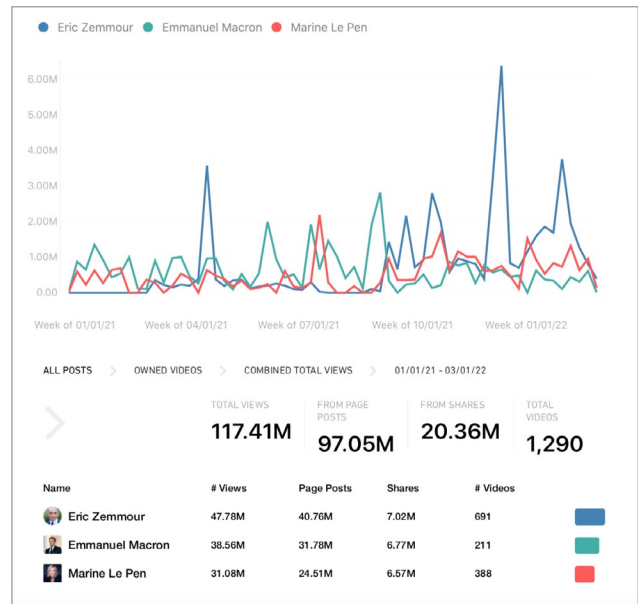 Eric Zemmour Emmanuel Macron Marine Le Pen
6.00M
5.00M
4.00M
3.00M
2.00M
1.00M
0.00
Week of 01/01/21 Week of 04/01/21 Week of 07/01/21 Week of 10/01/21 Week of 01/01/22
ALL POSTS OWNED VIDEOS COMBINED TOTAL VIEWS 01/01/21 - 03/01/22
TOTAL VIEWS
117.41M
FROM PAGE
POSTS
97.05M
FROM SHARES
20.36M
TOTAL
VIDEOS
1,290
Name # Views Page Posts Shares # Videos
Eric Zemmour 47.78M 40.76M 7.02M 691
Emmanuel Macron 38.56M 31.78M 6.77M 211
Marine Le Pen 31.08M 24.51M 6.57M 388